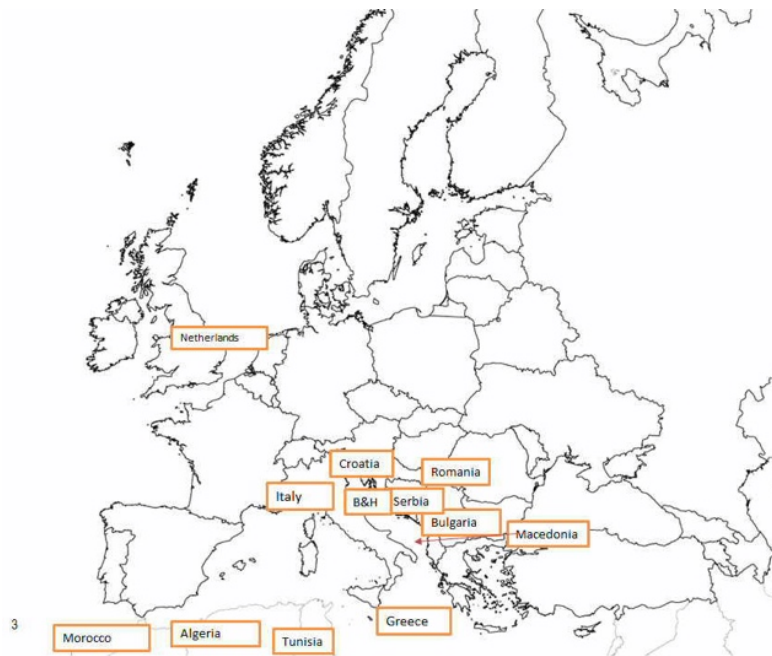 Netherlands
Croatia
Romania
Italy
B&H
Serbia
Bulgaria
Macedonia
3
Morocco
Algeria
Tunisia
Greece